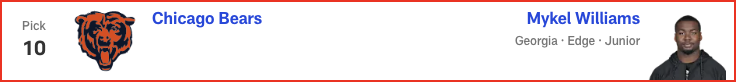 Pick
10
Chicago Bears
Mykel Williams
Georgia · Edge · Junior